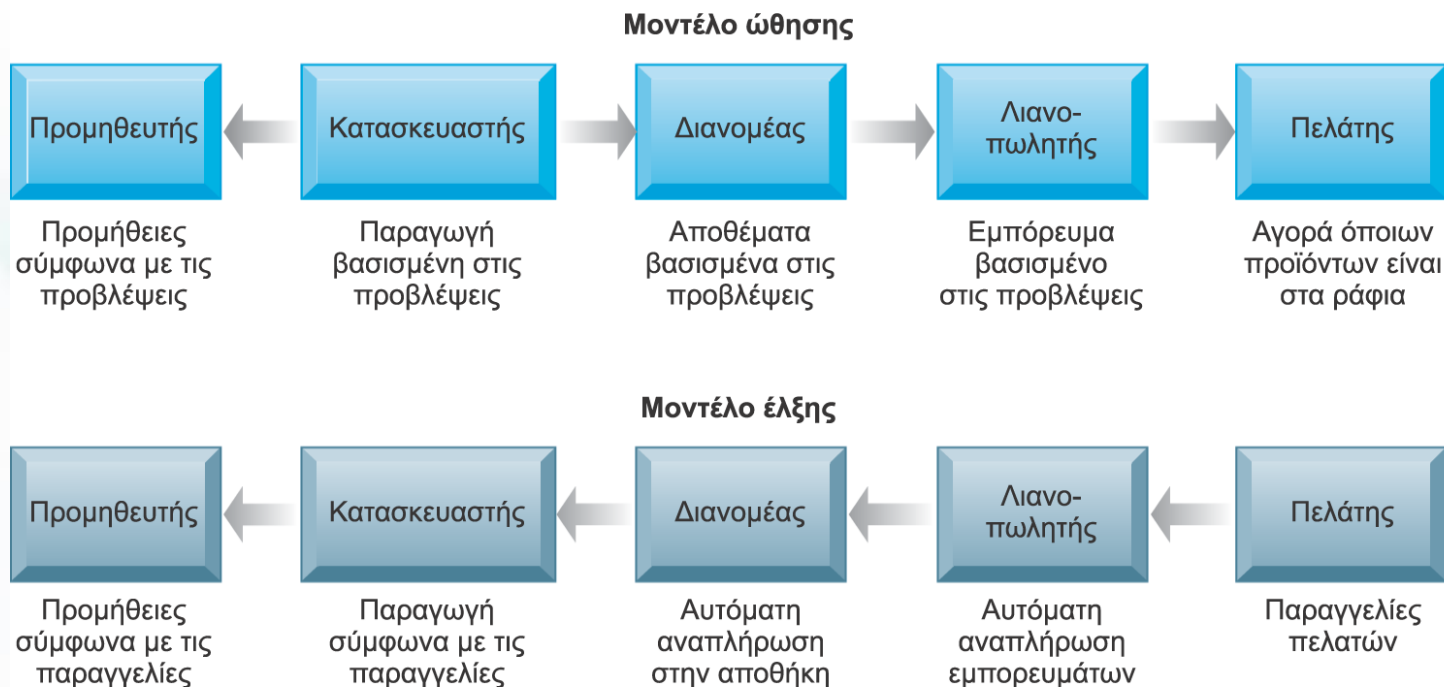 Μοντέλο ώθησης
Προμηθευτής
Κατασκευαστής
Διανομέας
Λιανο-
πωλητής
Πελάτης
Προμήθειες
σύμφωνα με τις
προβλέψεις
Παραγωγή
βασισμένη στις
προβλέψεις
Αποθέματα
βασισμένα στις
προβλέψεις
Εμπόρευμα
βασισμένο
στις προβλέψεις
Αγορά όποιων
προϊόντων είναι
στα ράφια
Μοντέλο έλξης
Προμηθευτής
Κατασκευαστής
Διανομέας
Λιανο-
πωλητής
Πελάτης
Προμήθειες
σύμφωνα με τις
παραγγελίες
Παραγωγή
σύμφωνα με τις
παραγγελίες
Αυτόματη
αναπλήρωση
στην αποθήκη
Αυτόματη
αναπλήρωση
εμπορευμάτων
Παραγγελίες
πελατών